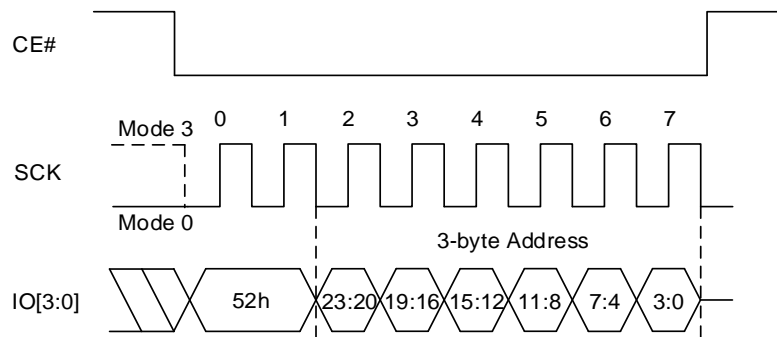 CE#
Mode 3 0 1 2 3 4 5 6 7
SCK
Mode 0
3-byte Address
IO[3:0] 52h 23:20 19:16 15:12 11:8 7:4 3:0